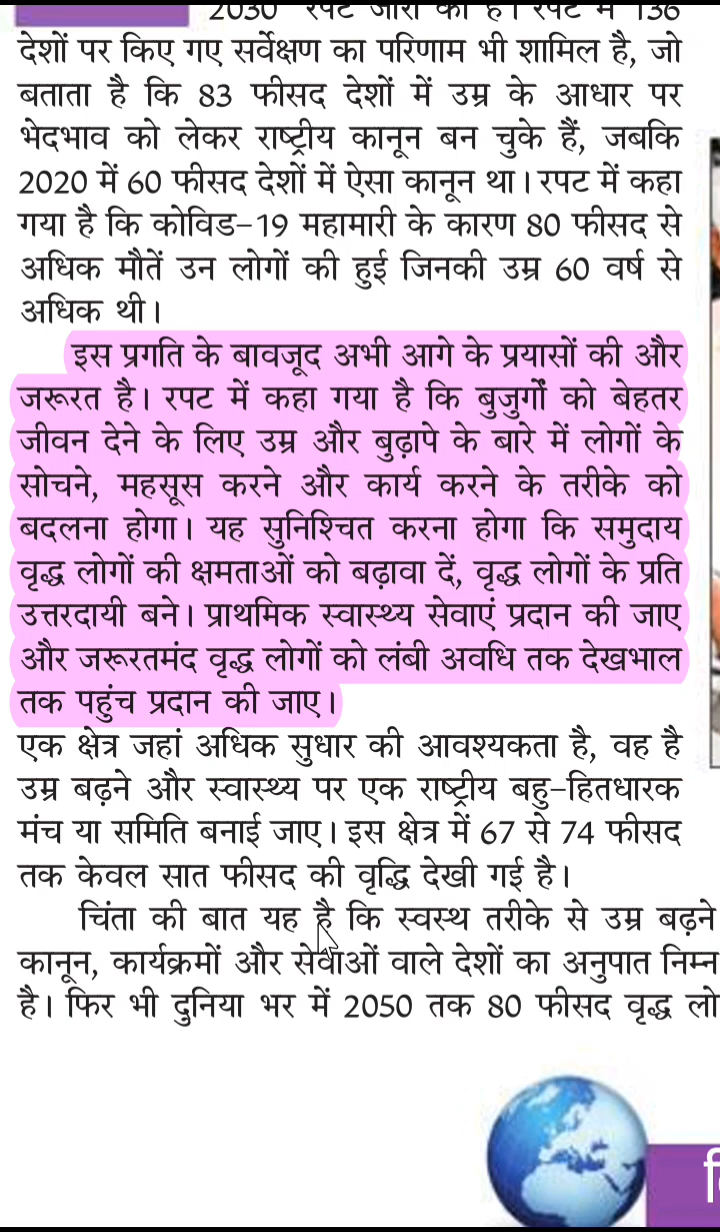 2030 रपट जारी की है। रपट में 136
देशों पर किए गए सर्वेक्षण का परिणाम भी शामिल है, जो
बताता है कि 83 फीसद देशों में उम्र के आधार पर
भेदभाव को लेकर राष्ट्रीय कानून बन चुके हैं, जबकि
2020 में 60 फीसद देशों में ऐसा कानून था। रपट में कहा
गया है कि कोविड-19 महामारी के कारण 80 फीसद से
अधिक मौतें उन लोगों की हुई जिनकी उम्र 60 वर्ष से
अधिक थी।
इस प्रगति के बावजूद अभी आगे के प्रयासों की और
जरूरत है। रपट में कहा गया है कि बुजुर्गों को बेहतर
जीवन देने के लिए उम्र और बुढ़ापे के बारे में लोगों के
सोचने, महसूस करने और कार्य करने के तरीके को
बदलना होगा। यह सुनिश्चित करना होगा कि समुदाय
वृद्ध लोगों की क्षमताओं को बढ़ावा दें, वृद्ध लोगों के प्रति
उत्तरदायी बने। प्राथमिक स्वास्थ्य सेवाएं प्रदान की जाए
और जरूरतमंद वृद्ध लोगों को लंबी अवधि तक देखभाल
तक पहुंच प्रदान की जाए।
एक क्षेत्र जहां अधिक सुधार की आवश्यकता है, वह है
उम्र बढ़ने और स्वास्थ्य पर एक राष्ट्रीय बहु-हितधारक
मंच या समिति बनाई जाए। इस क्षेत्र में 67 से 74 फीसद
तक केवल सात फीसद की वृद्धि देखी गई है।
चिंता की बात यह है कि स्वस्थ तरीके से उम्र बढ़ने
कानून, कार्यक्रमों और सेवाओं वाले देशों का अनुपात निम्न
है। फिर भी दुनिया भर में 2050 तक 80 फीसद वृद्ध लो